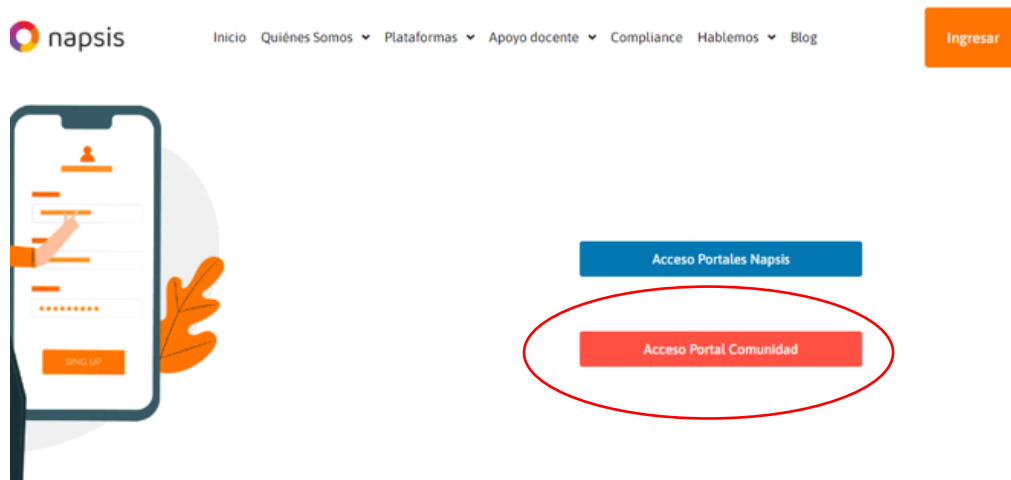 napsis
Inicio Quiénes Somos Plataformas Apoyo docente Compliance Hablemos Blog
Ingresar
Acceso Portales Napsis
Acceso Portal Comunidad
SING UP